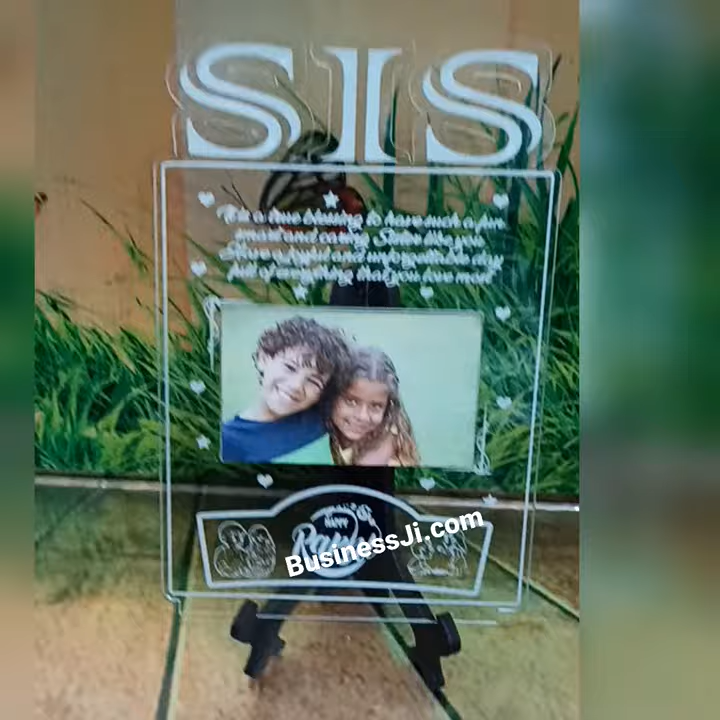 SIS
It is a true blessing to have such a fun
smart and caring Sister like you.
Have a joyful and unforgettable day
full of everything that you love most
Happy
BusinessJi.com